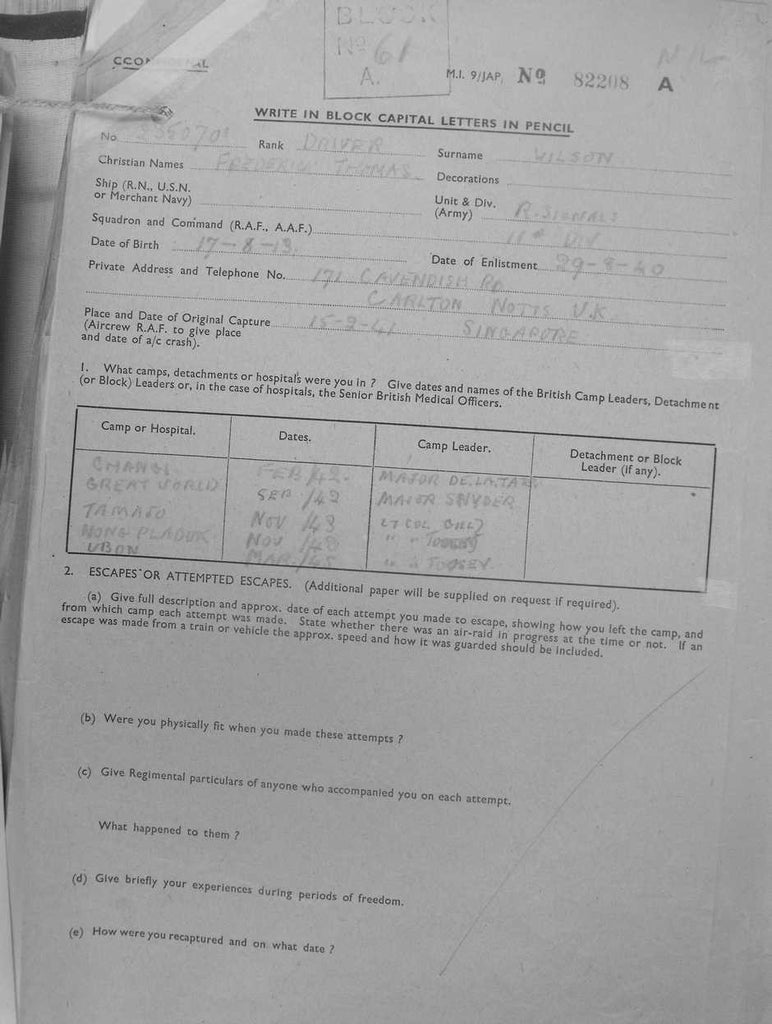 BLOCK
Nº 61
A.
NIL
M.I. 9/JAP. Nº 82208 A
WRITE IN BLOCK CAPITAL LETTERS IN PENCIL
No. Rank DRIVER Surname WILSON
Christian Names FREDERICK THOMAS Decorations
Ship (R.N., U.S.N. or Merchant Navy) Unit & Div. (Army) R. SIGNALS
Squadron and Command (R.A.F., A.A.F.) 11th DIV
Date of Birth 17-8-13 Date of Enlistment 29-8-40
Private Address and Telephone No. 171 CAVENDISH RD
CARLTON NOTTS U.K
Place and Date of Original Capture 15-2-41 SINGAPORE
(Aircrew R.A.F. to give place
and date of a/c crash).
1. What camps, detachments or hospitals were you in ? Give dates and names of the British Camp Leaders, Detachment
(or Block) Leaders or, in the case of hospitals, the Senior British Medical Officers.
Camp or Hospital. Dates. Camp Leader. Detachment or Block Leader (if any).
CHANGI FEB /42. MAJOR
GREAT WORLD SEP /42 MAJOR SNYDER
NOV /43 LT COL
NONG PLADUK NOV " " TOOSEY
UBON MAR/45 " " TOOSEY
2. ESCAPES OR ATTEMPTED ESCAPES. (Additional paper will be supplied on request if required).
(a) Give full description and approx. date of each attempt you made to escape, showing how you left the camp, and
from which camp each attempt was made. State whether there was an air-raid in progress at the time or not. If an
escape was made from a train or vehicle the approx. speed and how it was guarded should be included.
(b) Were you physically fit when you made these attempts ?
(c) Give Regimental particulars of anyone who accompanied you on each attempt.
What happened to them ?
(d) Give briefly your experiences during periods of freedom.
(e) How were you recaptured and on what date ?